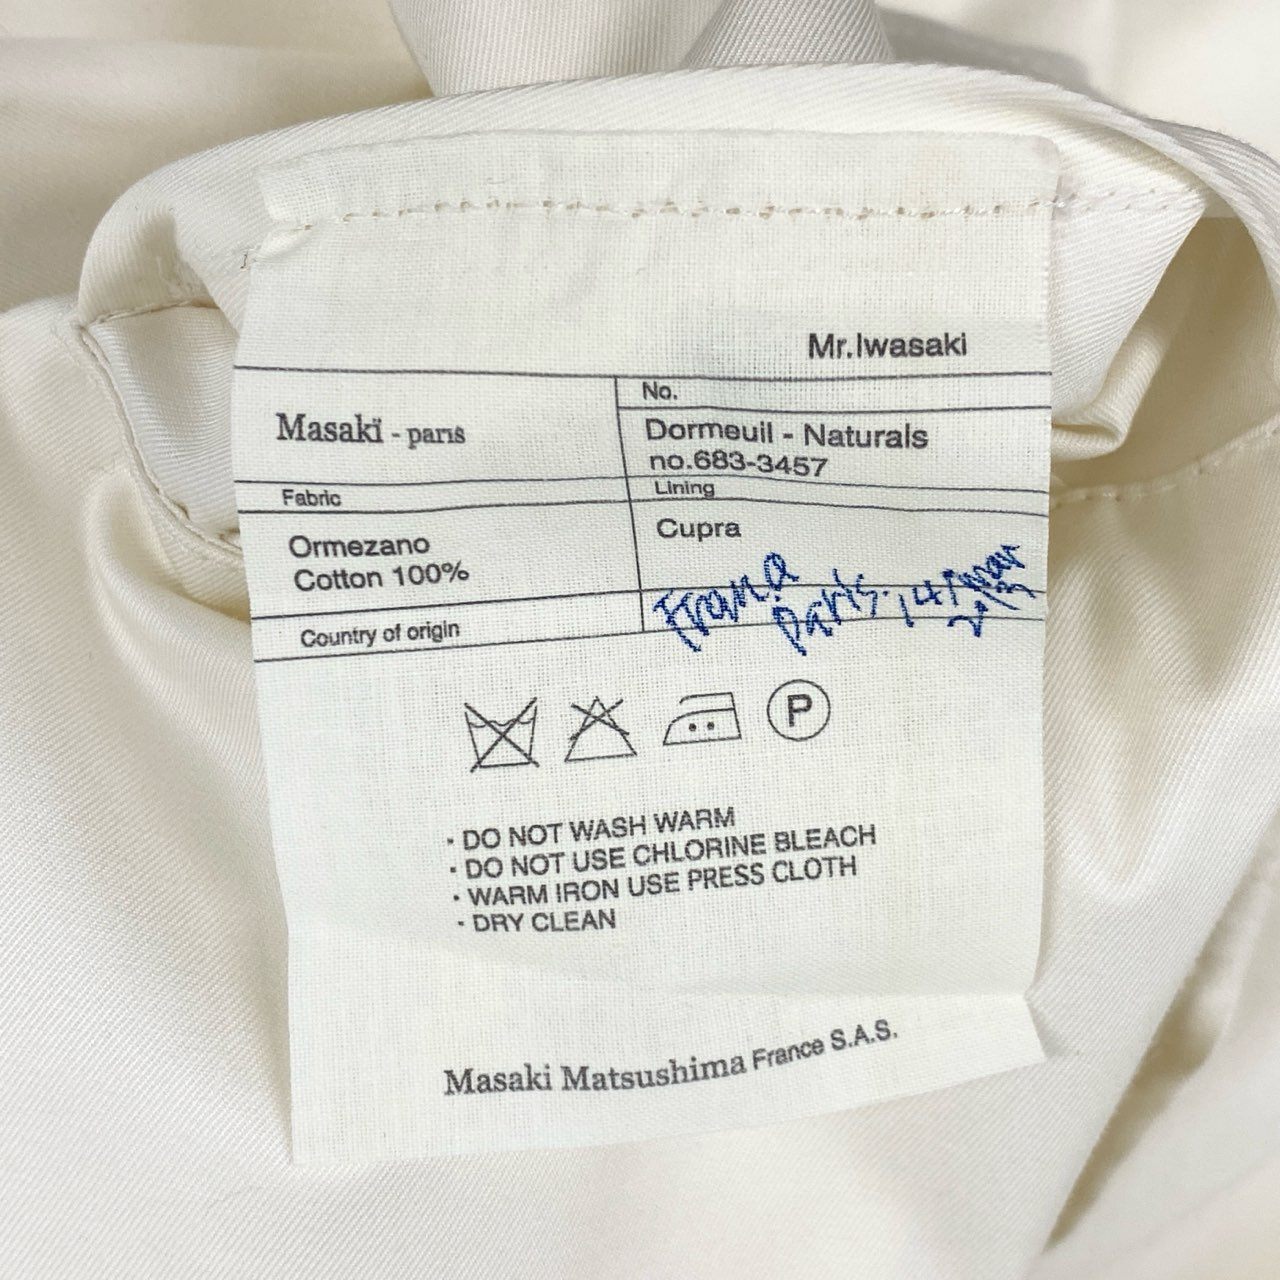 Mr.Iwasaki
Masakï - paris
No.
Dormeuil - Naturals
no.683-3457
Fabric
Lining
Ormezano
Cotton 100%
Cupra
Country of origin
Paris.
P
· DO NOT WASH WARM
· DO NOT USE CHLORINE BLEACH
· WARM IRON USE PRESS CLOTH
· DRY CLEAN
Masaki Matsushima France S.A.S.